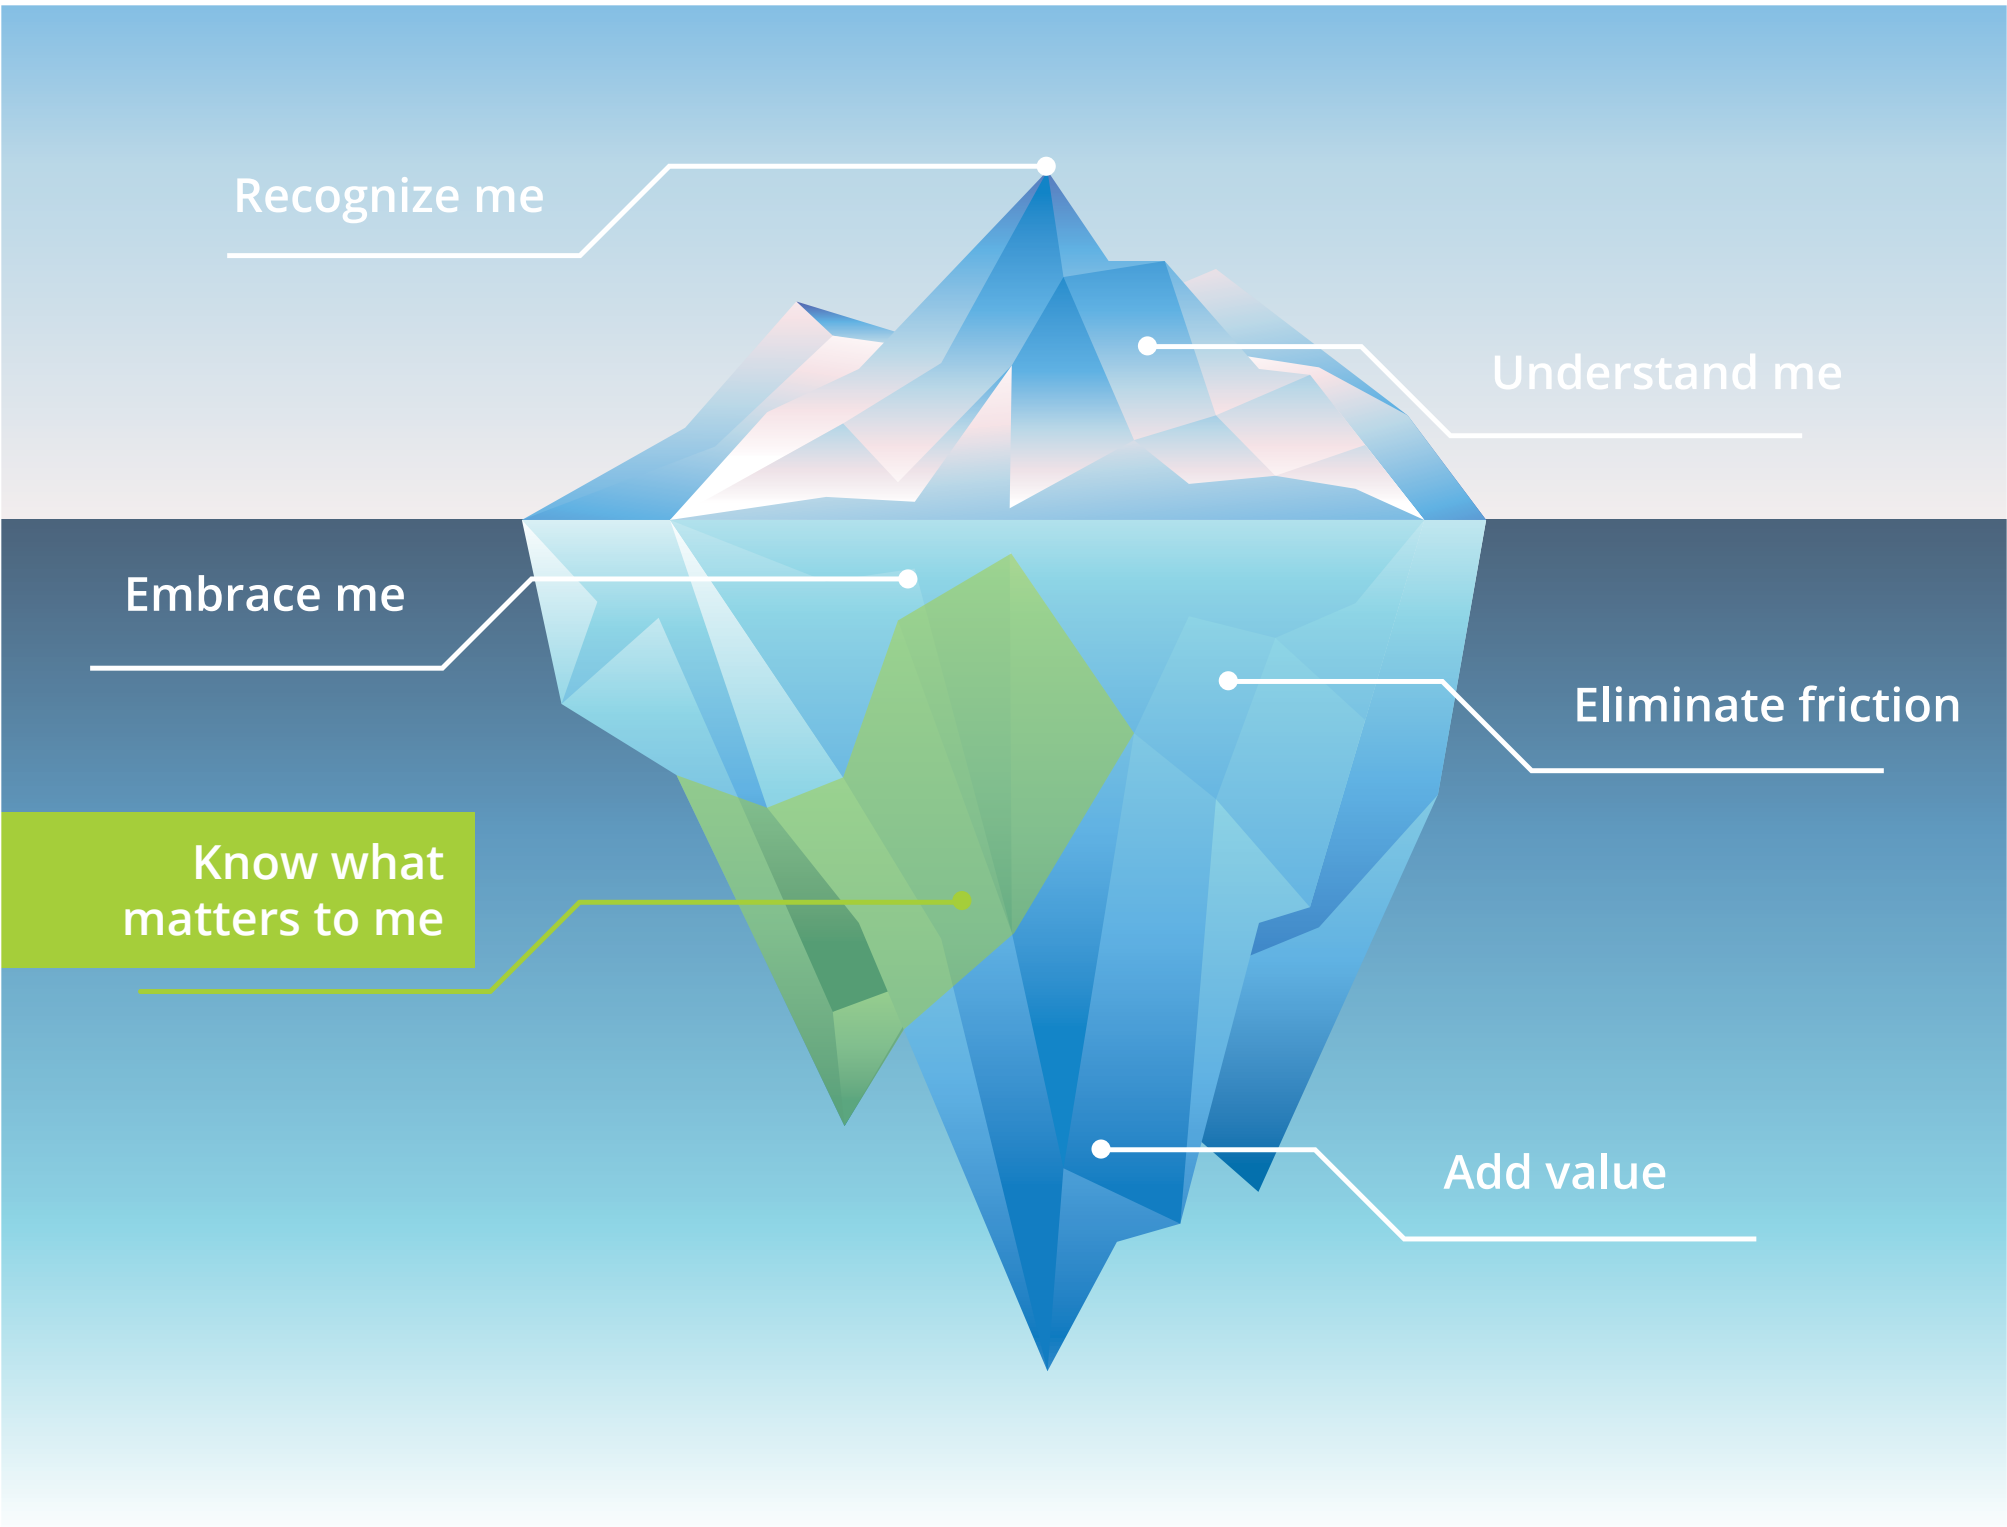 Recognize me
Understand me
Embrace me
Eliminate friction
Know what
matters to me
Add value